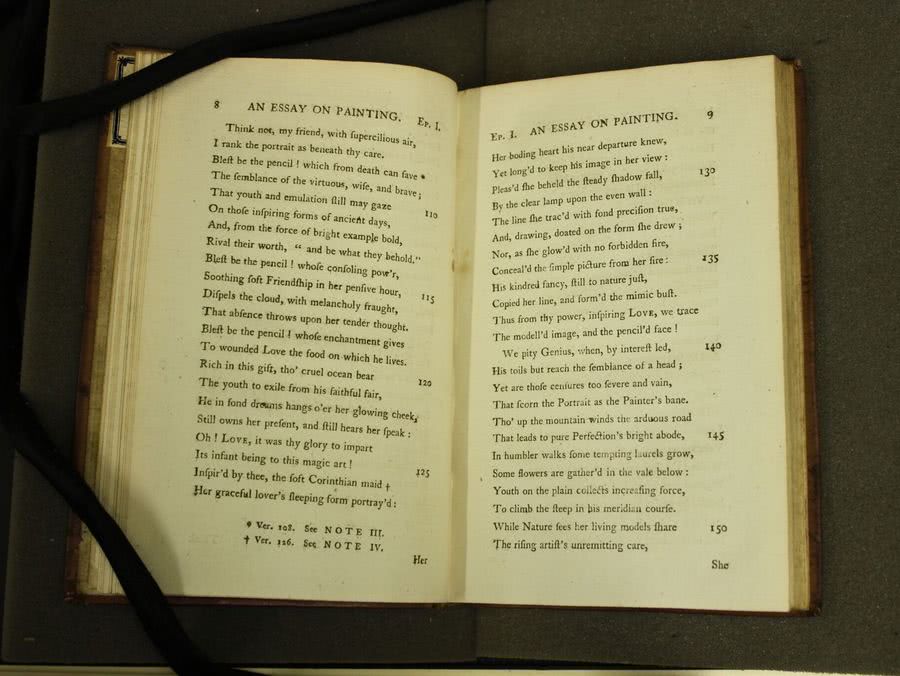 8 AN ESSAY ON PAINTING. Ep. I.
Think not, my friend, with ſupercilious air,
I rank the portrait as beneath thy care.
Bleſt be the pencil ! which from death can ſave *
The ſemblance of the virtuous, wiſe, and brave;
That youth and emulation ſtill may gaze 110
On thoſe inſpiring forms of ancient days,
And, from the force of bright example bold,
Rival their worth, “ and be what they behold.”
Bleſt be the pencil ! whoſe conſoling pow'r,
Soothing ſoft Friendſhip in her penſive hour, 115
Diſpels the cloud, with melancholy fraught,
That abſence throws upon her tender thought.
Bleſt be the pencil ! whoſe enchantment gives
To wounded Love the food on which he lives.
Rich in this gift, tho' cruel ocean bear 120
The youth to exile from his faithful fair,
He in fond dreams hangs o'er her glowing cheek,
Still owns her preſent, and ſtill hears her ſpeak :
Oh ! Love, it was thy glory to impart
Its infant being to this magic art ! 125
Inſpir'd by thee, the ſoft Corinthian maid †
Her graceful lover's ſleeping form portray'd :
* Ver. 108. See NOTE III.
† Ver. 126. See NOTE IV.
Her
Ep. I. AN ESSAY ON PAINTING. 9
Her boding heart his near departure knew,
Yet long'd to keep his image in her view :
Pleas'd ſhe beheld the ſteady ſhadow fall, 130
By the clear lamp upon the even wall :
The line ſhe trac'd with fond preciſion true,
And, drawing, doated on the form ſhe drew ;
Nor, as ſhe glow'd with no forbidden fire,
Conceal'd the ſimple picture from her ſire : 135
His kindred fancy, ſtill to nature juſt,
Copied her line, and form'd the mimic buſt.
Thus from thy power, inſpiring Love, we trace
The modell'd image, and the pencil'd face !
We pity Genius, when, by intereſt led, 140
His toils but reach the ſemblance of a head ;
Yet are thoſe cenſures too ſevere and vain,
That ſcorn the Portrait as the Painter's bane.
Tho' up the mountain winds the arduous road
That leads to pure Perfection's bright abode, 145
In humbler walks ſome tempting laurels grow,
Some flowers are gather'd in the vale below :
Youth on the plain collects increaſing force,
To climb the ſteep in his meridian courſe.
While Nature ſees her living models ſhare 150
The riſing artiſt's unremitting care,
She